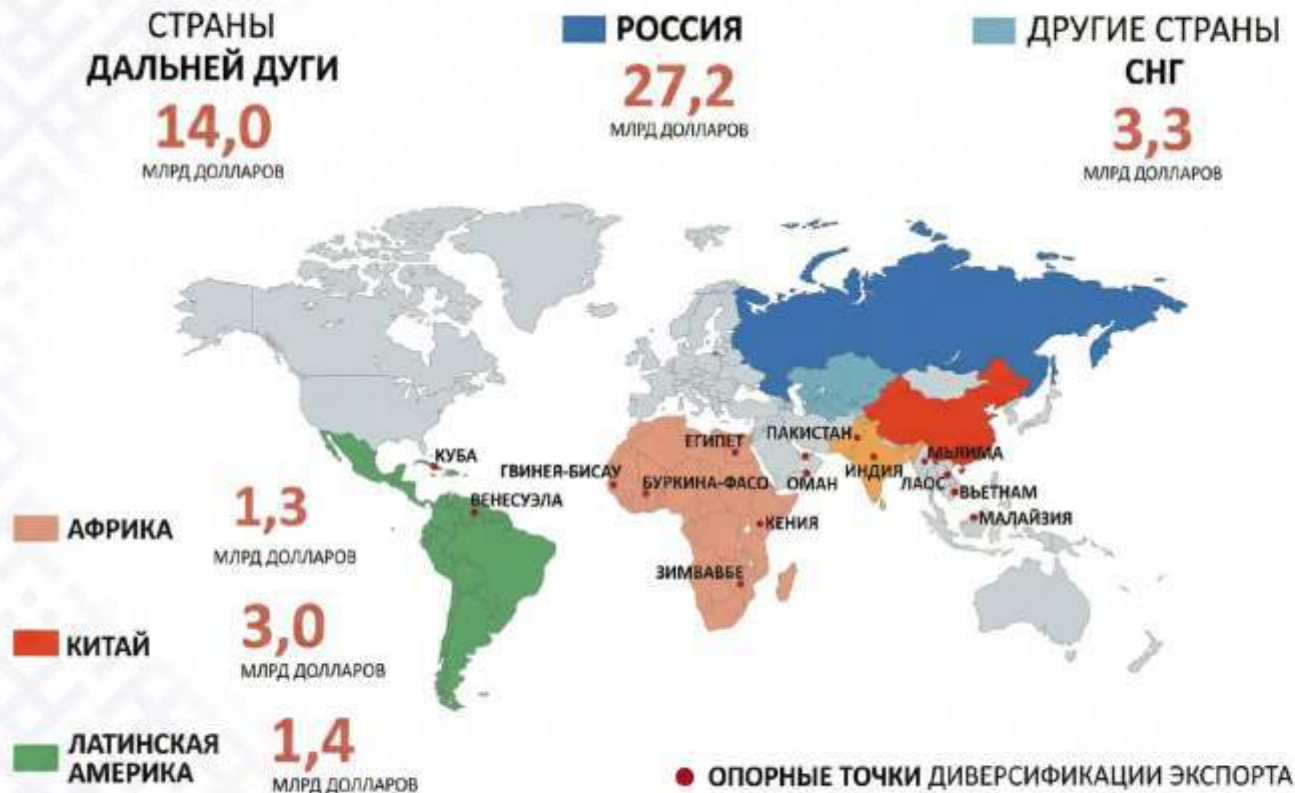 СТРАНЫ
ДАЛЬНЕЙ ДУГИ
14,0
МЛРД ДОЛЛАРОВ
РОССИЯ
27,2
МЛРД ДОЛЛАРОВ
ДРУГИЕ СТРАНЫ
СНГ
3,3
МЛРД ДОЛЛАРОВ
КУБА
ВЕНЕСУЭЛА
ГВИНЕЯ-БИСАУ
ЕГИПЕТ
БУРКИНА-ФАСО
КЕНИЯ
ЗИМВАВБЕ
ПАКИСТАН
ОМАН
ИНДИЯ
МЬЯНМА
ЛАОС
ВЬЕТНАМ
МАЛАЙЗИЯ
АФРИКА
1,3
МЛРД ДОЛЛАРОВ
КИТАЙ
3,0
МЛРД ДОЛЛАРОВ
ЛАТИНСКАЯ
АМЕРИКА
1,4
МЛРД ДОЛЛАРОВ
ОПОРНЫЕ ТОЧКИ ДИВЕРСИФИКАЦИИ ЭКСПОРТА